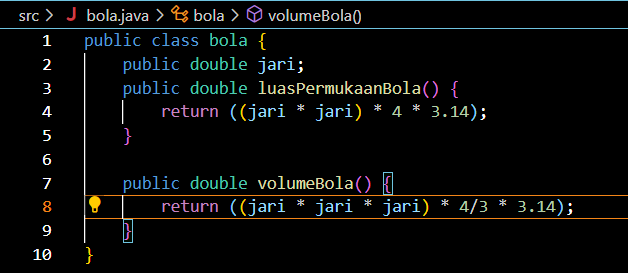 src > bola.java > bola > volumeBola()
1 public class bola {
2     public double jari;
3     public double luasPermukaanBola() {
4         return ((jari * jari) * 4 * 3.14);
5     }
6
7     public double volumeBola() {
8         return ((jari * jari * jari) * 4/3 * 3.14);
9     }
10 }